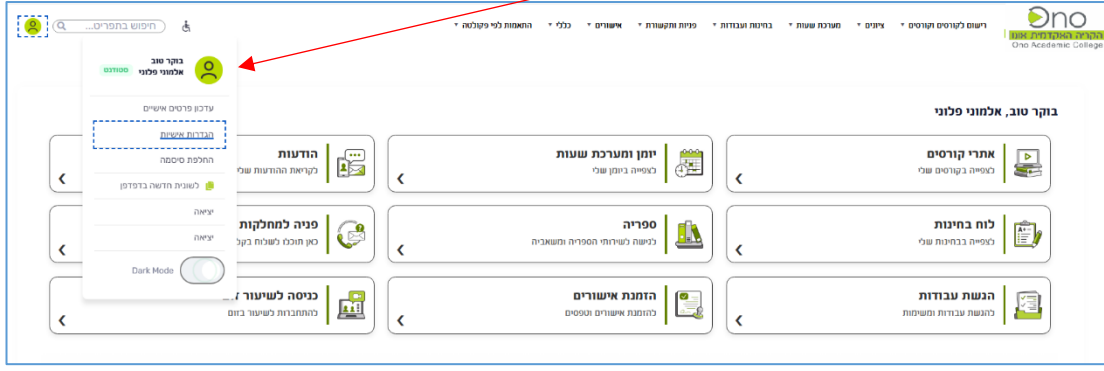 Ono
הקריה האקדמית אונו
Ono Academic College
רישום לקורסים וקורסים
ציונים
מערכת שעות
בחינות ועבודות
פניות ותקשורת
אישורים
כללי
התאמות לפי פקולטה
חיפוש בתפריט...
בוקר טוב
אלמוני פלוני סטודנט
עדכון פרטים אישיים
הגדרות אישיות
החלפת סיסמה
לשונית חדשה בדפדפן
יציאה
יציאה
Dark Mode
בוקר טוב, אלמוני פלוני
אתרי קורסים
לצפייה בקורסים שלי
יומן ומערכת שעות
לצפייה ביומן שלי
הודעות
לקריאת ההודעות שלי
לוח בחינות
לצפייה בבחינות שלי
ספריה
לגישה לשירותי הספריה ומשאביה
פניה למחלקות
כאן תוכלו לשלוח
הגשת עבודות
להגשת עבודות ומשימות
הזמנת אישורים
להזמנת אישורים וטפסים
כניסה לשיעור
להתחברות לשיעור בזום